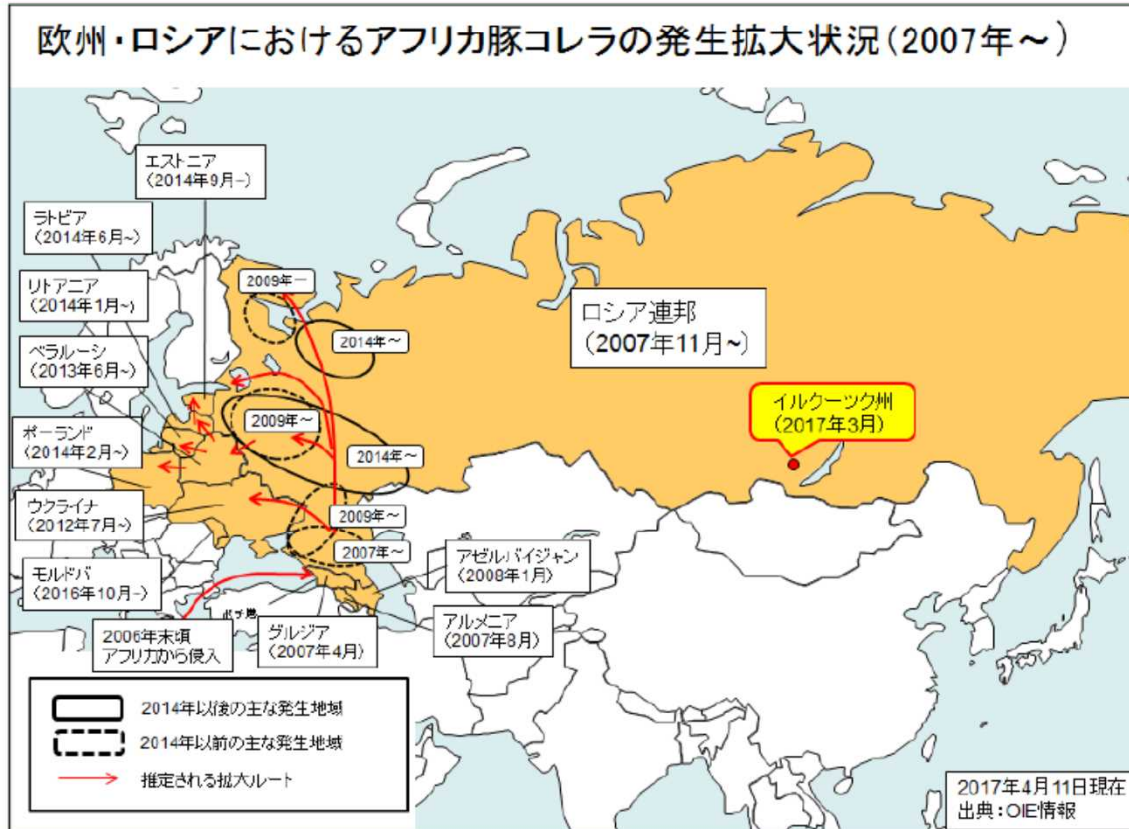 欧州・ロシアにおけるアフリカ豚コレラの発生拡大状況(2007年～)
エストニア
(2014年9月~)
ラトビア
(2014年6月~)
リトアニア
(2014年1月~)
ベラルーシ
(2013年6月~)
ポーランド
(2014年2月~)
ウクライナ
(2012年7月~)
モルドバ
(2016年10月~)
2006年末頃
アフリカから侵入
2009年～
2014年～
2009年～
2014年～
2009年～
2007年～
ロシア連邦
(2007年11月~)
イルクーツク州
(2017年3月)
アゼルバイジャン
(2008年1月)
アルメニア
(2007年8月)
グルジア
(2007年4月)
ポチ港
2014年以後の主な発生地域
2014年以前の主な発生地域
推定される拡大ルート
2017年4月11日現在
出典:OIE情報